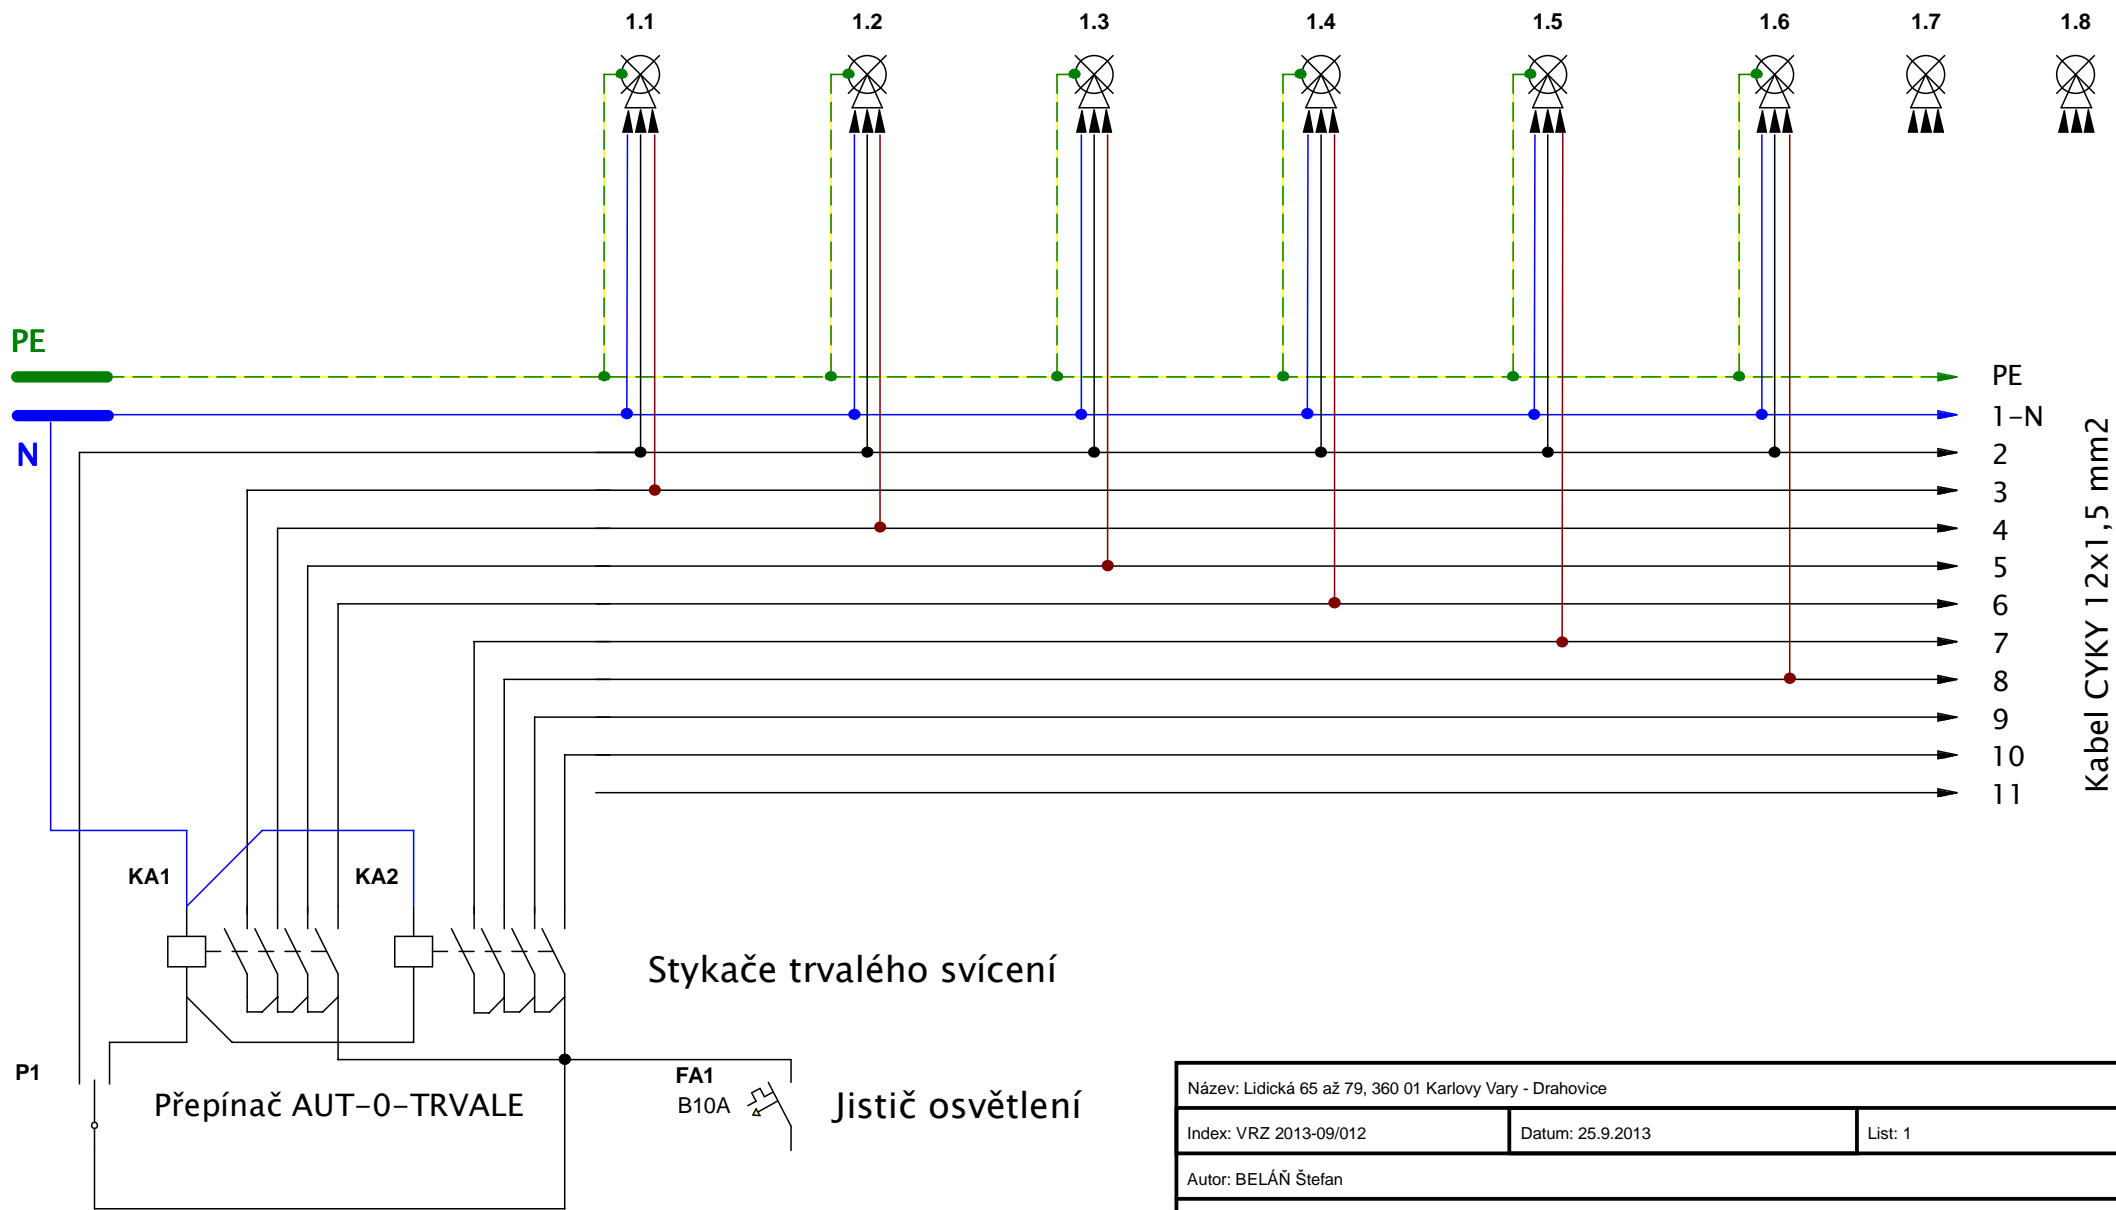 1.1 1.2 1.3 1.4 1.5 1.6 1.7 1.8
PE
N
PE
1-N
2
3
4
5
6
7
8
9
10
11
Kabel CYKY 12x1,5 mm2
KA1
KA2
Stykače trvalého svícení
P1
Přepínač AUT-0-TRVALE
FA1
B10A
Jistič osvětlení
Název: Lidická 65 až 79, 360 01 Karlovy Vary - Drahovice
Index: VRZ 2013-09/012 Datum: 25.9.2013 List: 1
Autor: BELÁŇ Štefan